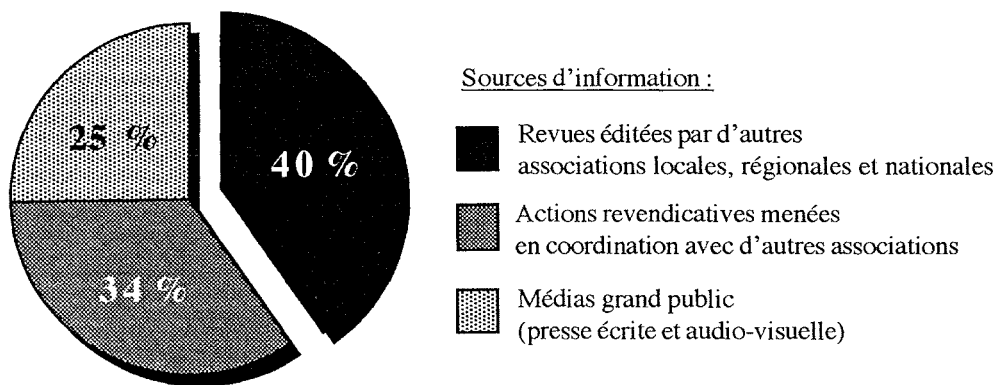 25 %
40 %
34 %
Sources d'information :
Revues éditées par d'autres
associations locales, régionales et nationales
Actions revendicatives menées
en coordination avec d'autres associations
Médias grand public
(presse écrite et audio-visuelle)